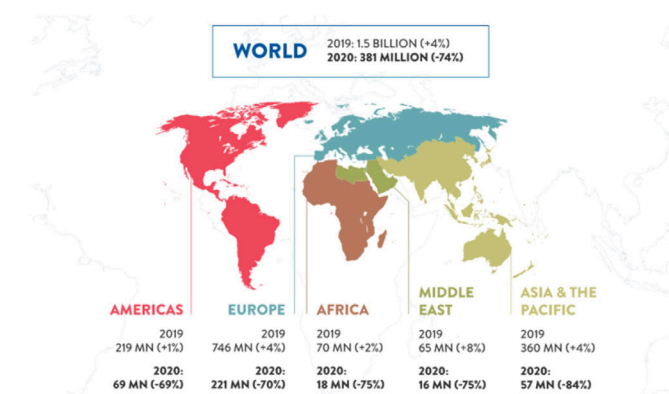 WORLD
2019: 1.5 BILLION (+4%)
2020: 381 MILLION (-74%)
AMERICAS
2019
219 MN (+1%)
2020:
69 MN (-69%)
EUROPE
2019
746 MN (+4%)
2020:
221 MN (-70%)
AFRICA
2019
70 MN (+2%)
2020:
18 MN (-75%)
MIDDLE
EAST
2019
65 MN (+8%)
2020:
16 MN (-75%)
ASIA & THE
PACIFIC
2019
360 MN (+4%)
2020:
57 MN (-84%)